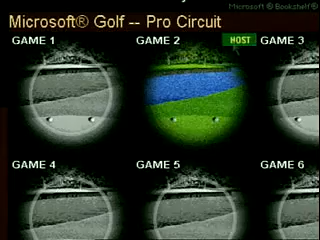 Microsoft ® Bookshelf®
Microsoft® Golf -- Pro Circuit
GAME 1
GAME 2
HOST
GAME 3
GAME 4
GAME 5
GAME 6